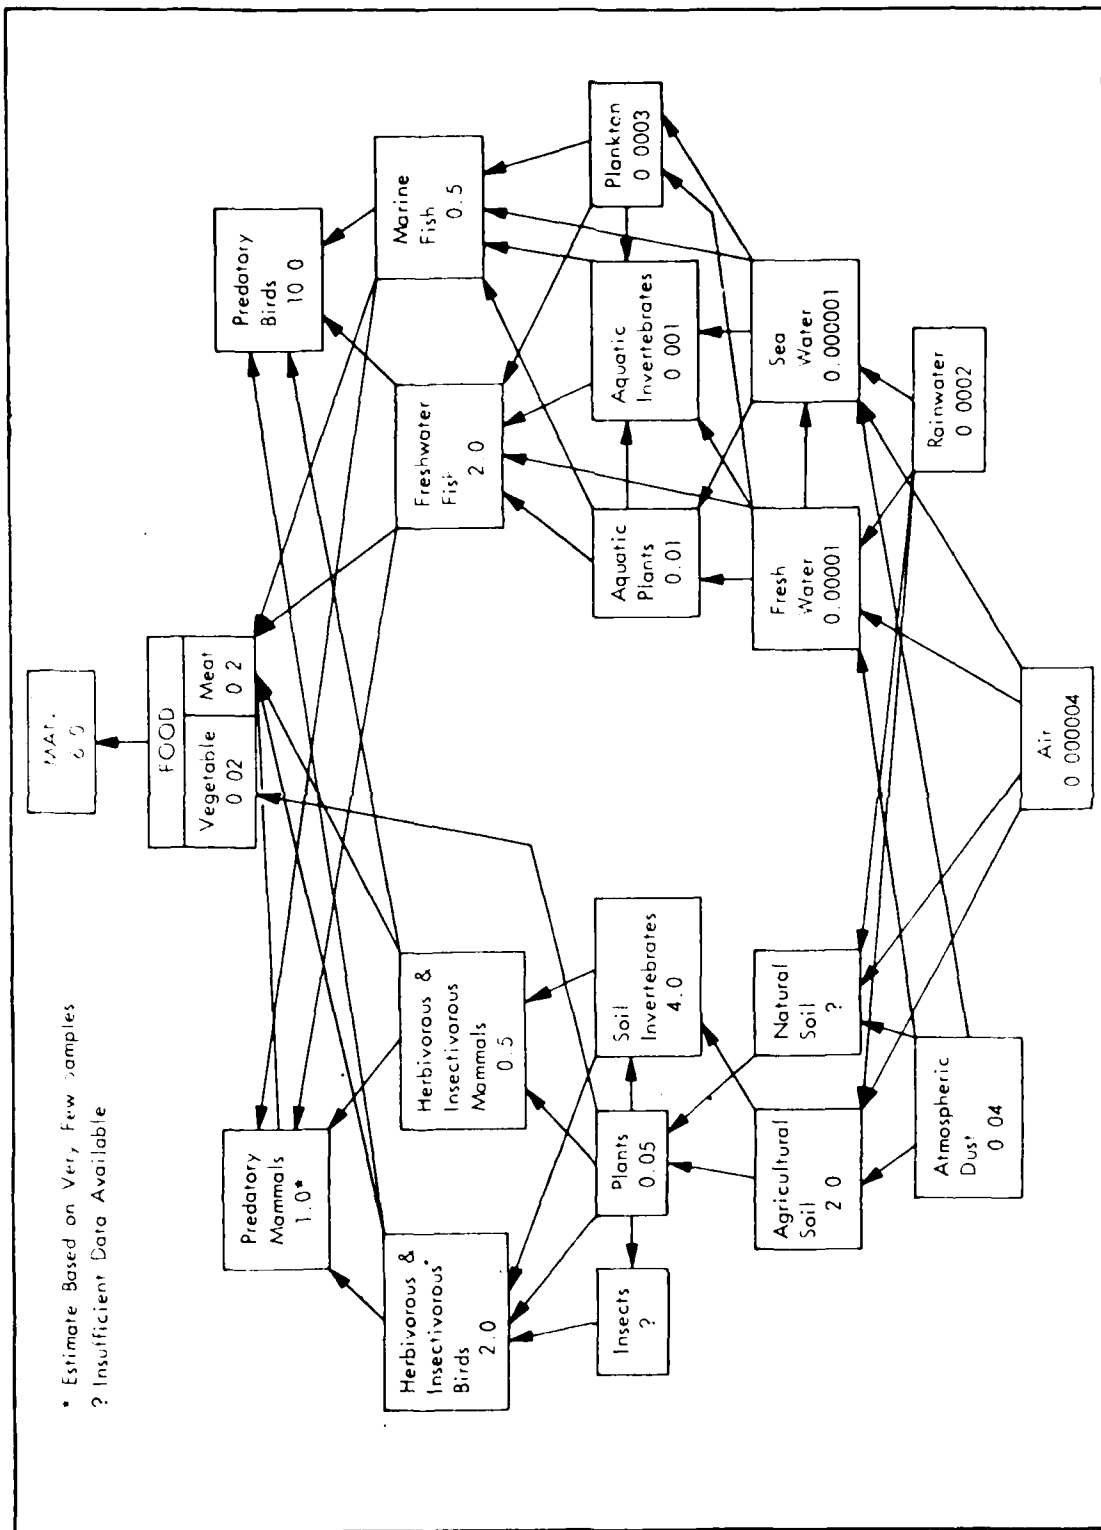 * Estimate Based on Very, Few Samples
? Insufficient Data Available
FOOD
Vegetable
0 02
Meat
0 2
Predatory
Mammals
1.0*
Predatory
Birds
10 0
Herbivorous &
Insectivorous
Birds
2.0
Herbivorous &
Insectivorous
Mammals
0.5
Freshwater
Fish
2.0
Marine
Fish
0.5
Insects
?
Plants
0.05
Soil
Invertebrates
4.0
Aquatic
Plants
0.01
Aquatic
Invertebrates
0 001
Plankton
0 0003
Agricultural
Soil
2 0
Natural
Soil
?
Fresh
Water
0.00001
Sea
Water
0.000001
Atmospheric
Dust
0 04
Rainwater
0 0002
Air
0 000004